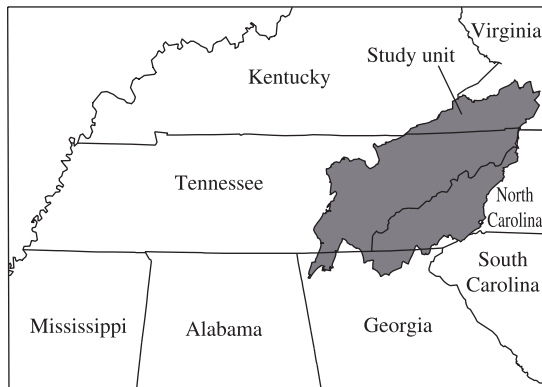 Virginia
Study unit
Kentucky
Tennessee
North
Carolina
South
Carolina
Mississippi
Alabama
Georgia